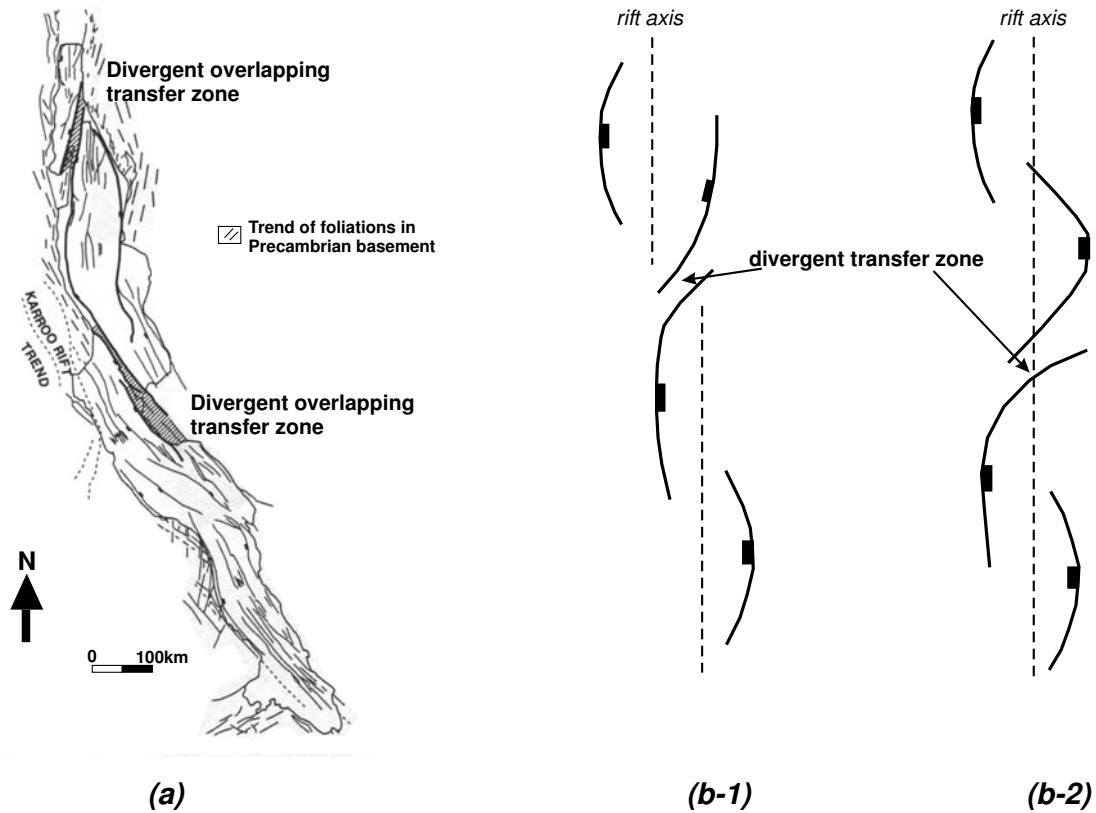 Divergent overlapping
transfer zone
Trend of foliations in
Precambrian basement
KARROO RIFT
TREND
Divergent overlapping
transfer zone
N
0 100km
(a)
rift axis
divergent transfer zone
(b-1)
rift axis
(b-2)